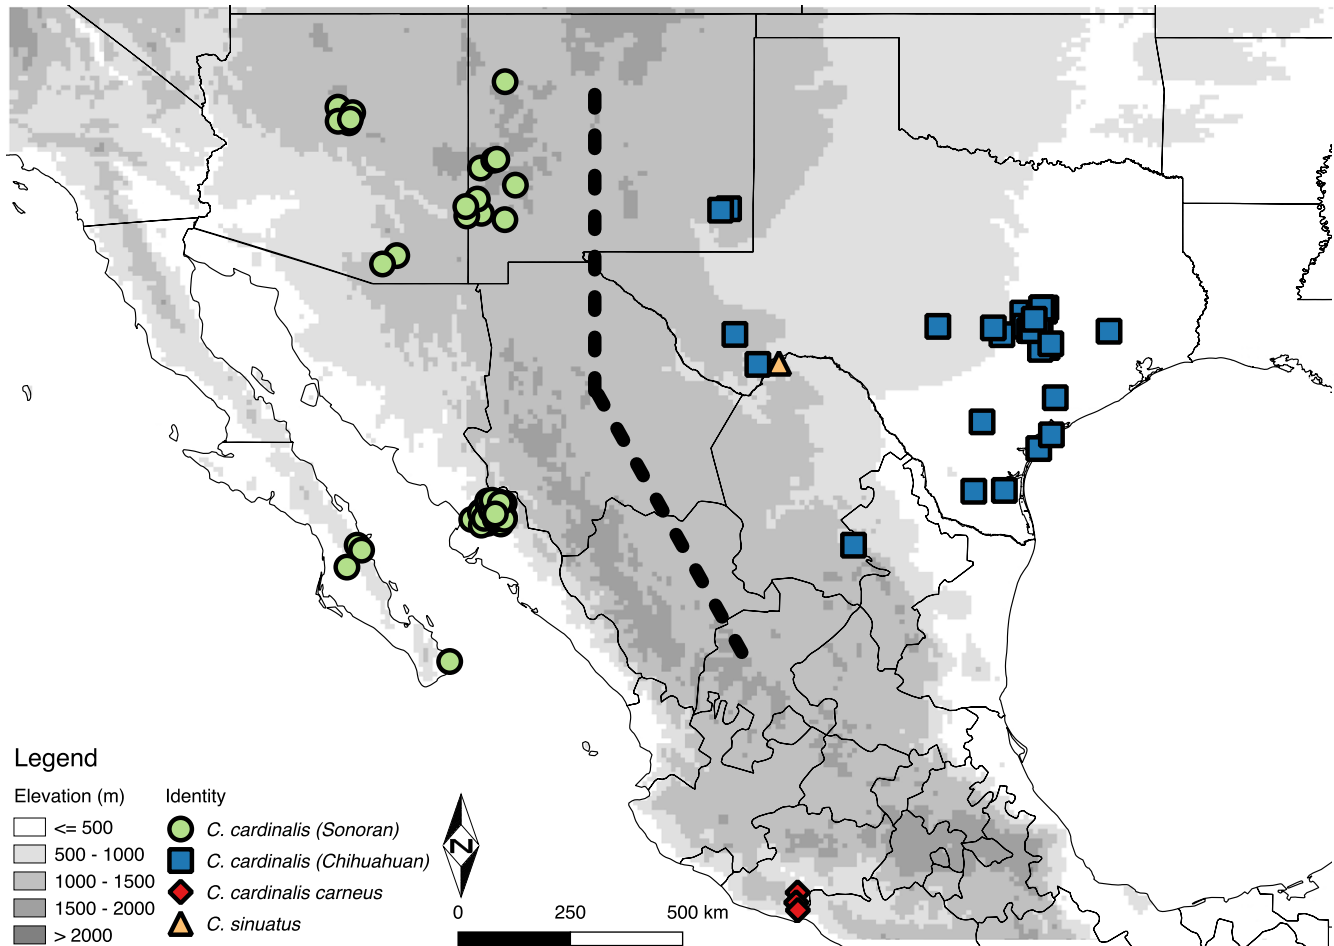 Legend
Elevation (m)
<= 500
500 - 1000
1000 - 1500
1500 - 2000
> 2000
Identity
C. cardinalis (Sonoran)
C. cardinalis (Chihuahuan)
C. cardinalis carneus
C. sinuatus
N
0 250 500 km